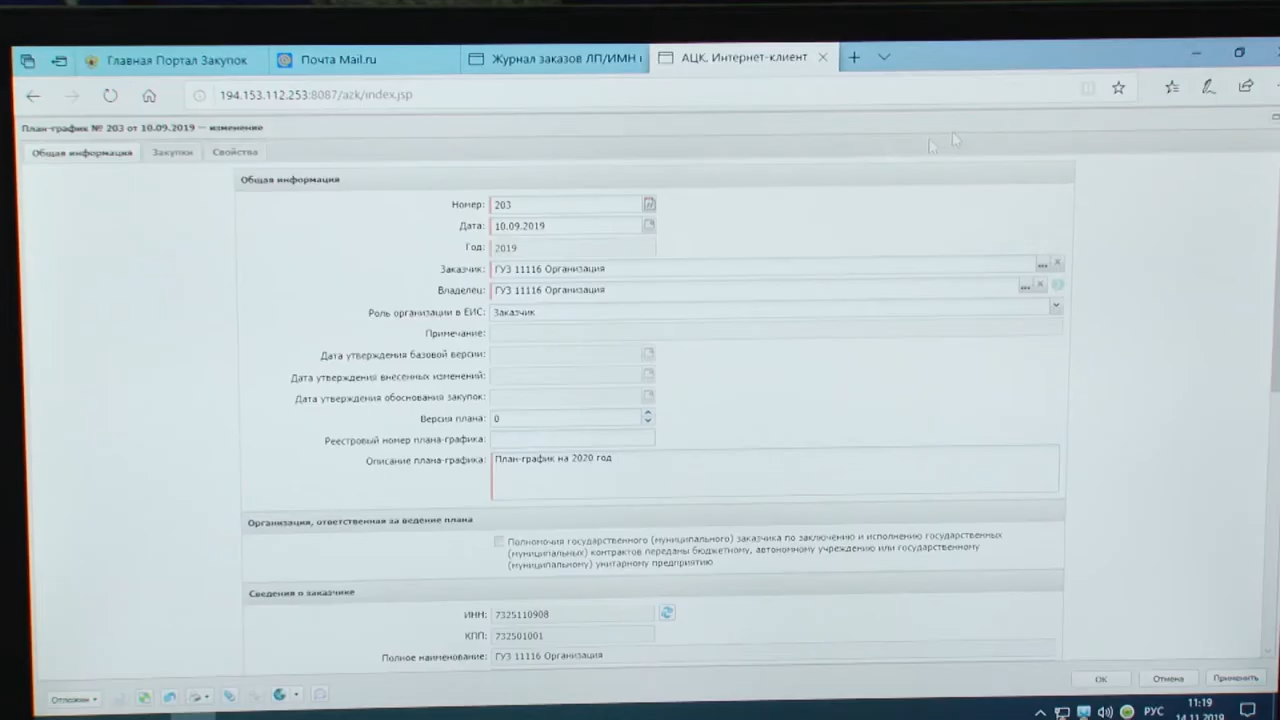 Главная Портал Закупок
Почта Mail.ru
Журнал заказов ЛП/ИМН
АЦК. Интернет-клиент
194.153.112.253:8087/azk/index.jsp
План-график № 203 от 10.09.2019 — изменение
Общая информация
Закупки
Свойства
Общая информация
Номер: 203
Дата: 10.09.2019
Год: 2019
Заказчик: ГУЗ 11116 Организация
Владелец: ГУЗ 11116 Организация
Роль организации в ЕИС: Заказчик
Примечание:
Дата утверждения базовой версии:
Дата утверждения внесенных изменений:
Дата утверждения обоснования закупок:
Версия плана: 0
Реестровый номер плана-графика:
Описание плана-графика: План-график на 2020 год
Организация, ответственная за ведение плана
Полномочия государственного (муниципального) заказчика по заключению и исполнению государственных
(муниципальных) контрактов переданы бюджетному, автономному учреждению или государственному
(муниципальному) унитарному предприятию
Сведения о заказчике
ИНН: 7325110908
КПП: 732501001
Полное наименование: ГУЗ 11116 Организация
Отложен
ОК
Отмена
Применить
РУС
11:19
14.11.2019